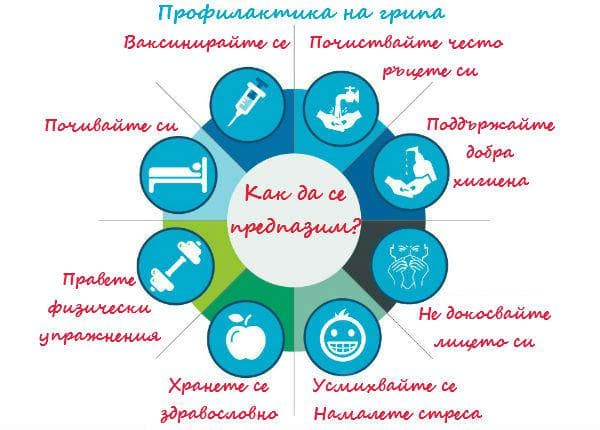 Профилактика на грипа
Ваксинирайте се
Почиствайте често
ръцете си
Поддържайте
добра
хигиена
Не докосвайте
лицето си
Усмихвайте се
Намалете стреса
Хранете се
здравословно
Правете
физически
упражнения
Почивайте си
Как да се
предпазим?